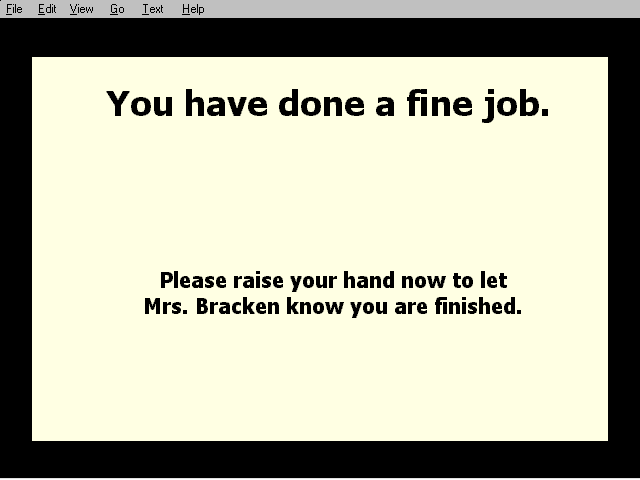 File Edit View Go Text Help
You have done a fine job.
Please raise your hand now to let
Mrs. Bracken know you are finished.